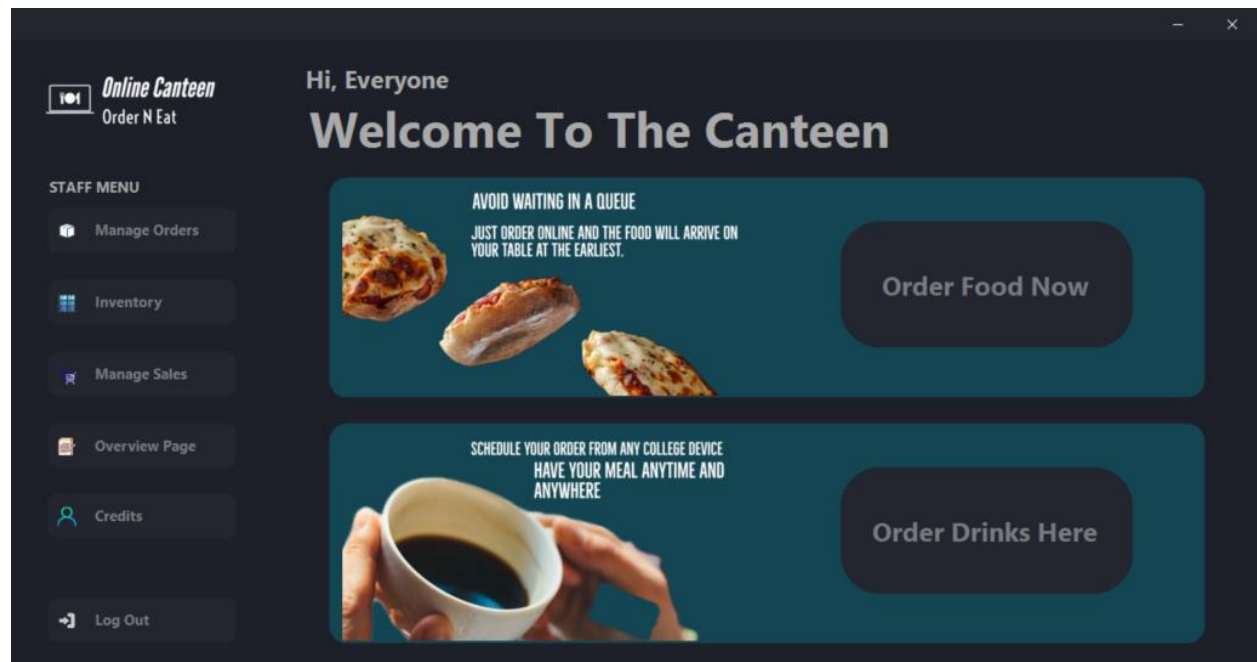 Online Canteen
Order N Eat
Hi, Everyone
Welcome To The Canteen
STAFF MENU
Manage Orders
Inventory
Manage Sales
Overview Page
Credits
Log Out
AVOID WAITING IN A QUEUE
JUST ORDER ONLINE AND THE FOOD WILL ARRIVE ON
YOUR TABLE AT THE EARLIEST.
Order Food Now
SCHEDULE YOUR ORDER FROM ANY COLLEGE DEVICE
HAVE YOUR MEAL ANYTIME AND
ANYWHERE
Order Drinks Here